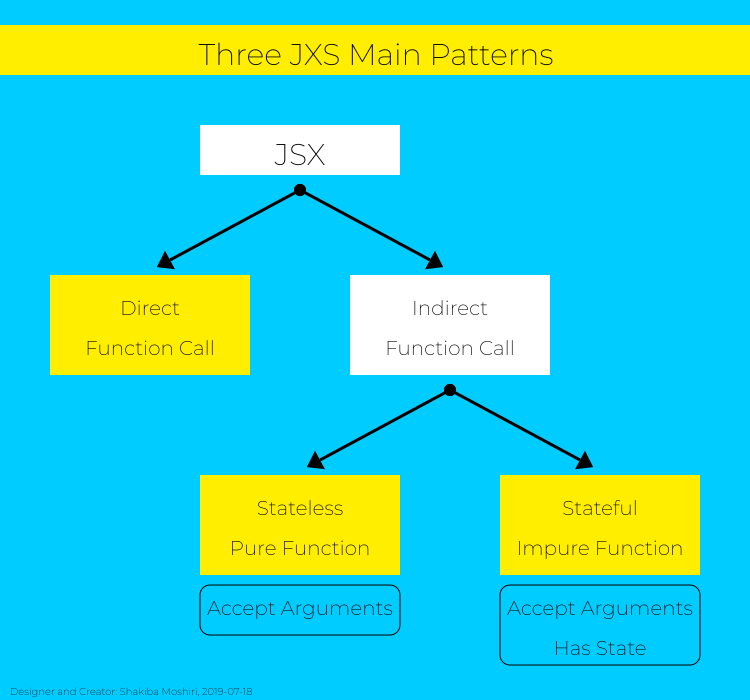 Three JXS Main Patterns
JSX
Direct
Function Call
Indirect
Function Call
Stateless
Pure Function
Stateful
Impure Function
Accept Arguments
Accept Arguments
Has State
Designer and Creator: Shakiba Moshiri, 2019-07-18